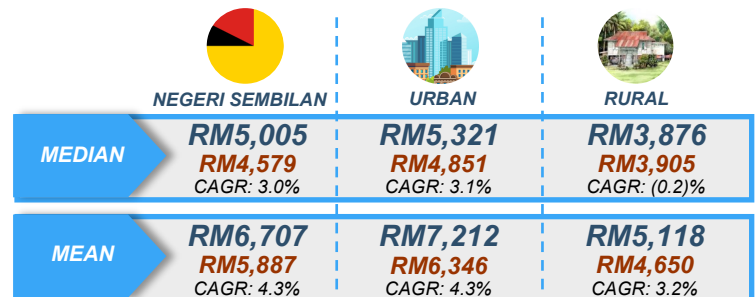 NEGERI SEMBILAN URBAN RURAL
MEDIAN
RM5,005 RM5,321 RM3,876
RM4,579 RM4,851 RM3,905
CAGR: 3.0% CAGR: 3.1% CAGR: (0.2)%
MEAN
RM6,707 RM7,212 RM5,118
RM5,887 RM6,346 RM4,650
CAGR: 4.3% CAGR: 4.3% CAGR: 3.2%